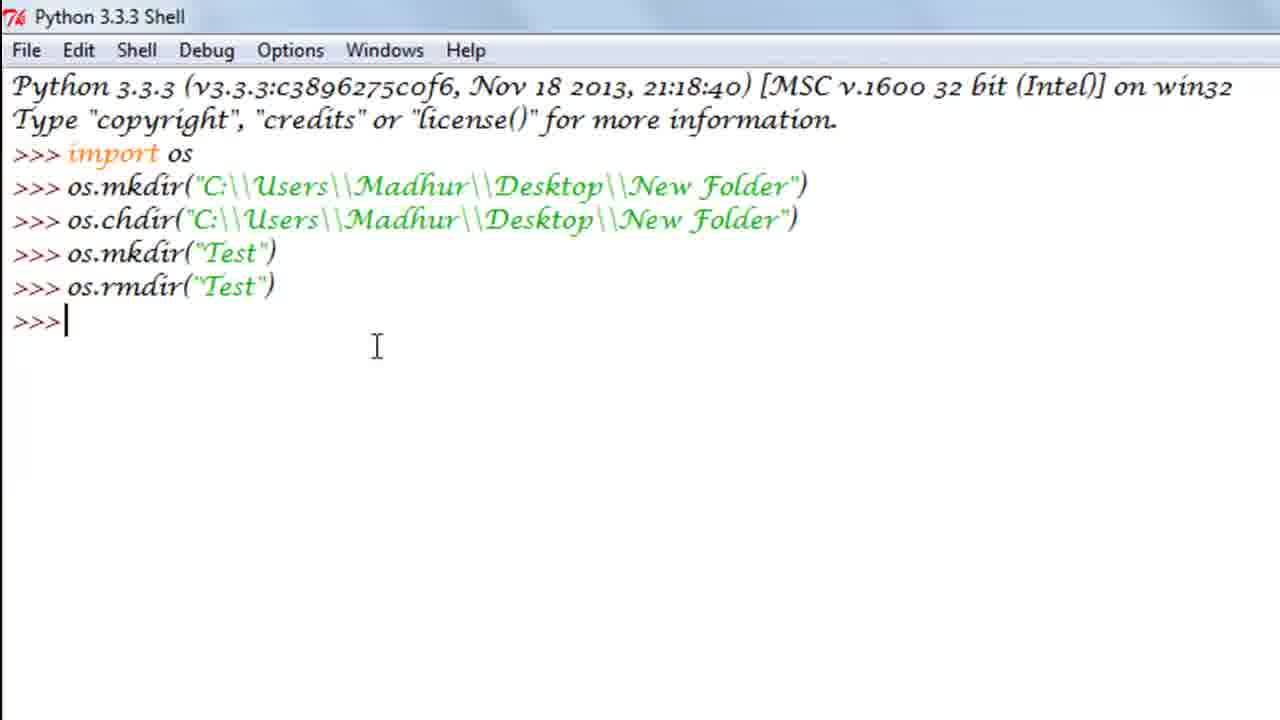 Python 3.3.3 Shell
File Edit Shell Debug Options Windows Help
Python 3.3.3 (v3.3.3:c3896275c0f6, Nov 18 2013, 21:18:40) [MSC v.1600 32 bit (Intel)] on win32
Type "copyright", "credits" or "license()" for more information.
>>> import os
>>> os.mkdir("C:\\Users\\Madhur\\Desktop\\New Folder")
>>> os.chdir("C:\\Users\\Madhur\\Desktop\\New Folder")
>>> os.mkdir("Test")
>>> os.rmdir("Test")
>>>